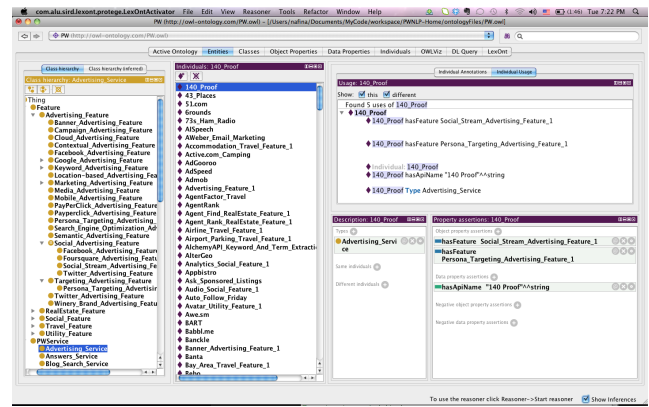 com.alu.sird.lexont.protege.LexOntActivator File Edit View Reasoner Tools Refactor Window Help (1:46) Tue 7:22 PM
PW (http://owl-ontology.com/PW.owl) – [/Users/nafina/Documents/MyCode/workspace/PWNLP-Home/ontologyFiles/PW.owl]
PW (http://owl-ontology.com/PW.owl)
Active Ontology Entities Classes Object Properties Data Properties Individuals OWLViz DL Query LexOnt
Class hierarchy Class hierarchy (inferred)
Class hierarchy: Advertising_Service
Thing
Feature
Advertising_Feature
Banner_Advertising_Feature
Campaign_Advertising_Feature
Cloud_Advertising_Feature
Contextual_Advertising_Feature
Facebook_Advertising_Feature
Google_Advertising_Feature
Keyword_Advertising_Feature
Location-based_Advertising_Fea
Marketing_Advertising_Feature
Media_Advertising_Feature
Mobile_Advertising_Feature
PayPerClick_Advertising_Feature
Payperclick_Advertising_Feature
Persona_Targeting_Advertising_
Search_Engine_Optimization_Adv
Semantic_Advertising_Feature
Social_Advertising_Feature
Facebook_Advertising_Featu
Foursquare_Advertising_Featu
Social_Stream_Advertising_Fe
Twitter_Advertising_Feature
Targeting_Advertising_Feature
Persona_Targeting_Advertisin
Twitter_Advertising_Feature
Winery_Brand_Advertising_Featu
RealEstate_Feature
Social_Feature
Travel_Feature
Utility_Feature
PWService
Advertising_Service
Answers_Service
Blog_Search_Service
Individuals: 140_Proof
140_Proof
43_Places
51.com
6rounds
73s_Ham_Radio
AISpeech
AWeber_Email_Marketing
Accommodation_Travel_Feature_1
Active.com_Camping
AdGooroo
AdSpeed
Admob
Advertising_Feature_1
AgentFactor_Travel
AgentRank
Agent_Find_RealEstate_Feature_1
Agent_Rank_RealEstate_Feature_1
Airline_Travel_Feature_1
Airport_Parking_Travel_Feature_1
AlchemyAPI_Keyword_And_Term_Extractio
AlterGeo
Analytics_Social_Feature_1
Appbistro
Ask_Sponsored_Listings
Audio_Social_Feature_1
Auto_Follow_Friday
Avatar_Utility_Feature_1
Awe.sm
BART
Babbl.me
Banckle
Banner_Advertising_Feature_1
Banta
Bay_Area_Travel_Feature_1
Bebo
Individual Annotations Individual Usage
Usage: 140_Proof
Show: this different
Found 5 uses of 140_Proof
140_Proof
140_Proof hasFeature Social_Stream_Advertising_Feature_1
140_Proof hasFeature Persona_Targeting_Advertising_Feature_1
Individual: 140_Proof
140_Proof hasApiName "140 Proof"^^string
140_Proof Type Advertising_Service
Description: 140_Proof
Types
Advertising_Servi
ce
Same individuals
Different individuals
Property assertions: 140_Proof
Object property assertions
hasFeature Social_Stream_Advertising_Feature_1
hasFeature
Persona_Targeting_Advertising_Feature_1
Data property assertions
hasApiName "140 Proof"^^string
Negative object property assertions
Negative data property assertions
To use the reasoner click Reasoner->Start reasoner Show Inferences